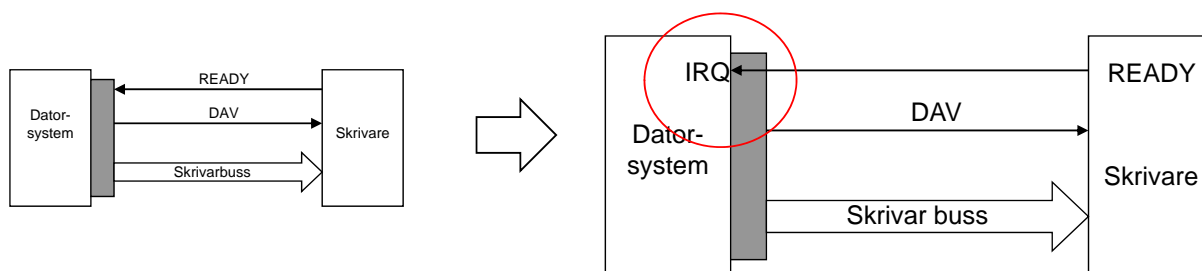 READY
Dator-
system
DAV
Skrivare
Skrivarbuss
IRQ
READY
DAV
Dator-
system
Skrivare
Skrivar buss